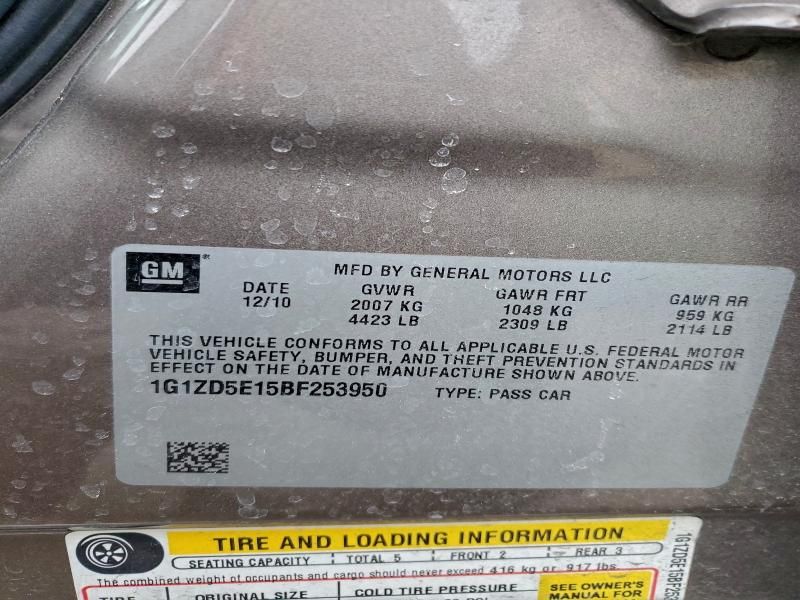 GM ®
MFD BY GENERAL MOTORS LLC
DATE GVWR GAWR FRT GAWR RR
12/10 2007 KG 1048 KG 959 KG
4423 LB 2309 LB 2114 LB
THIS VEHICLE CONFORMS TO ALL APPLICABLE U.S. FEDERAL MOTOR
VEHICLE SAFETY, BUMPER, AND THEFT PREVENTION STANDARDS IN
EFFECT ON THE DATE OF MANUFACTURE SHOWN ABOVE.
1G1ZD5E15BF253950 TYPE: PASS CAR
TIRE AND LOADING INFORMATION
SEATING CAPACITY TOTAL 5 FRONT 2 REAR 3
The combined weight of occupants and cargo should never exceed 416 kg or 917 lbs.
TIRE ORIGINAL SIZE COLD TIRE PRESSURE
SEE OWNER'S
MANUAL FOR